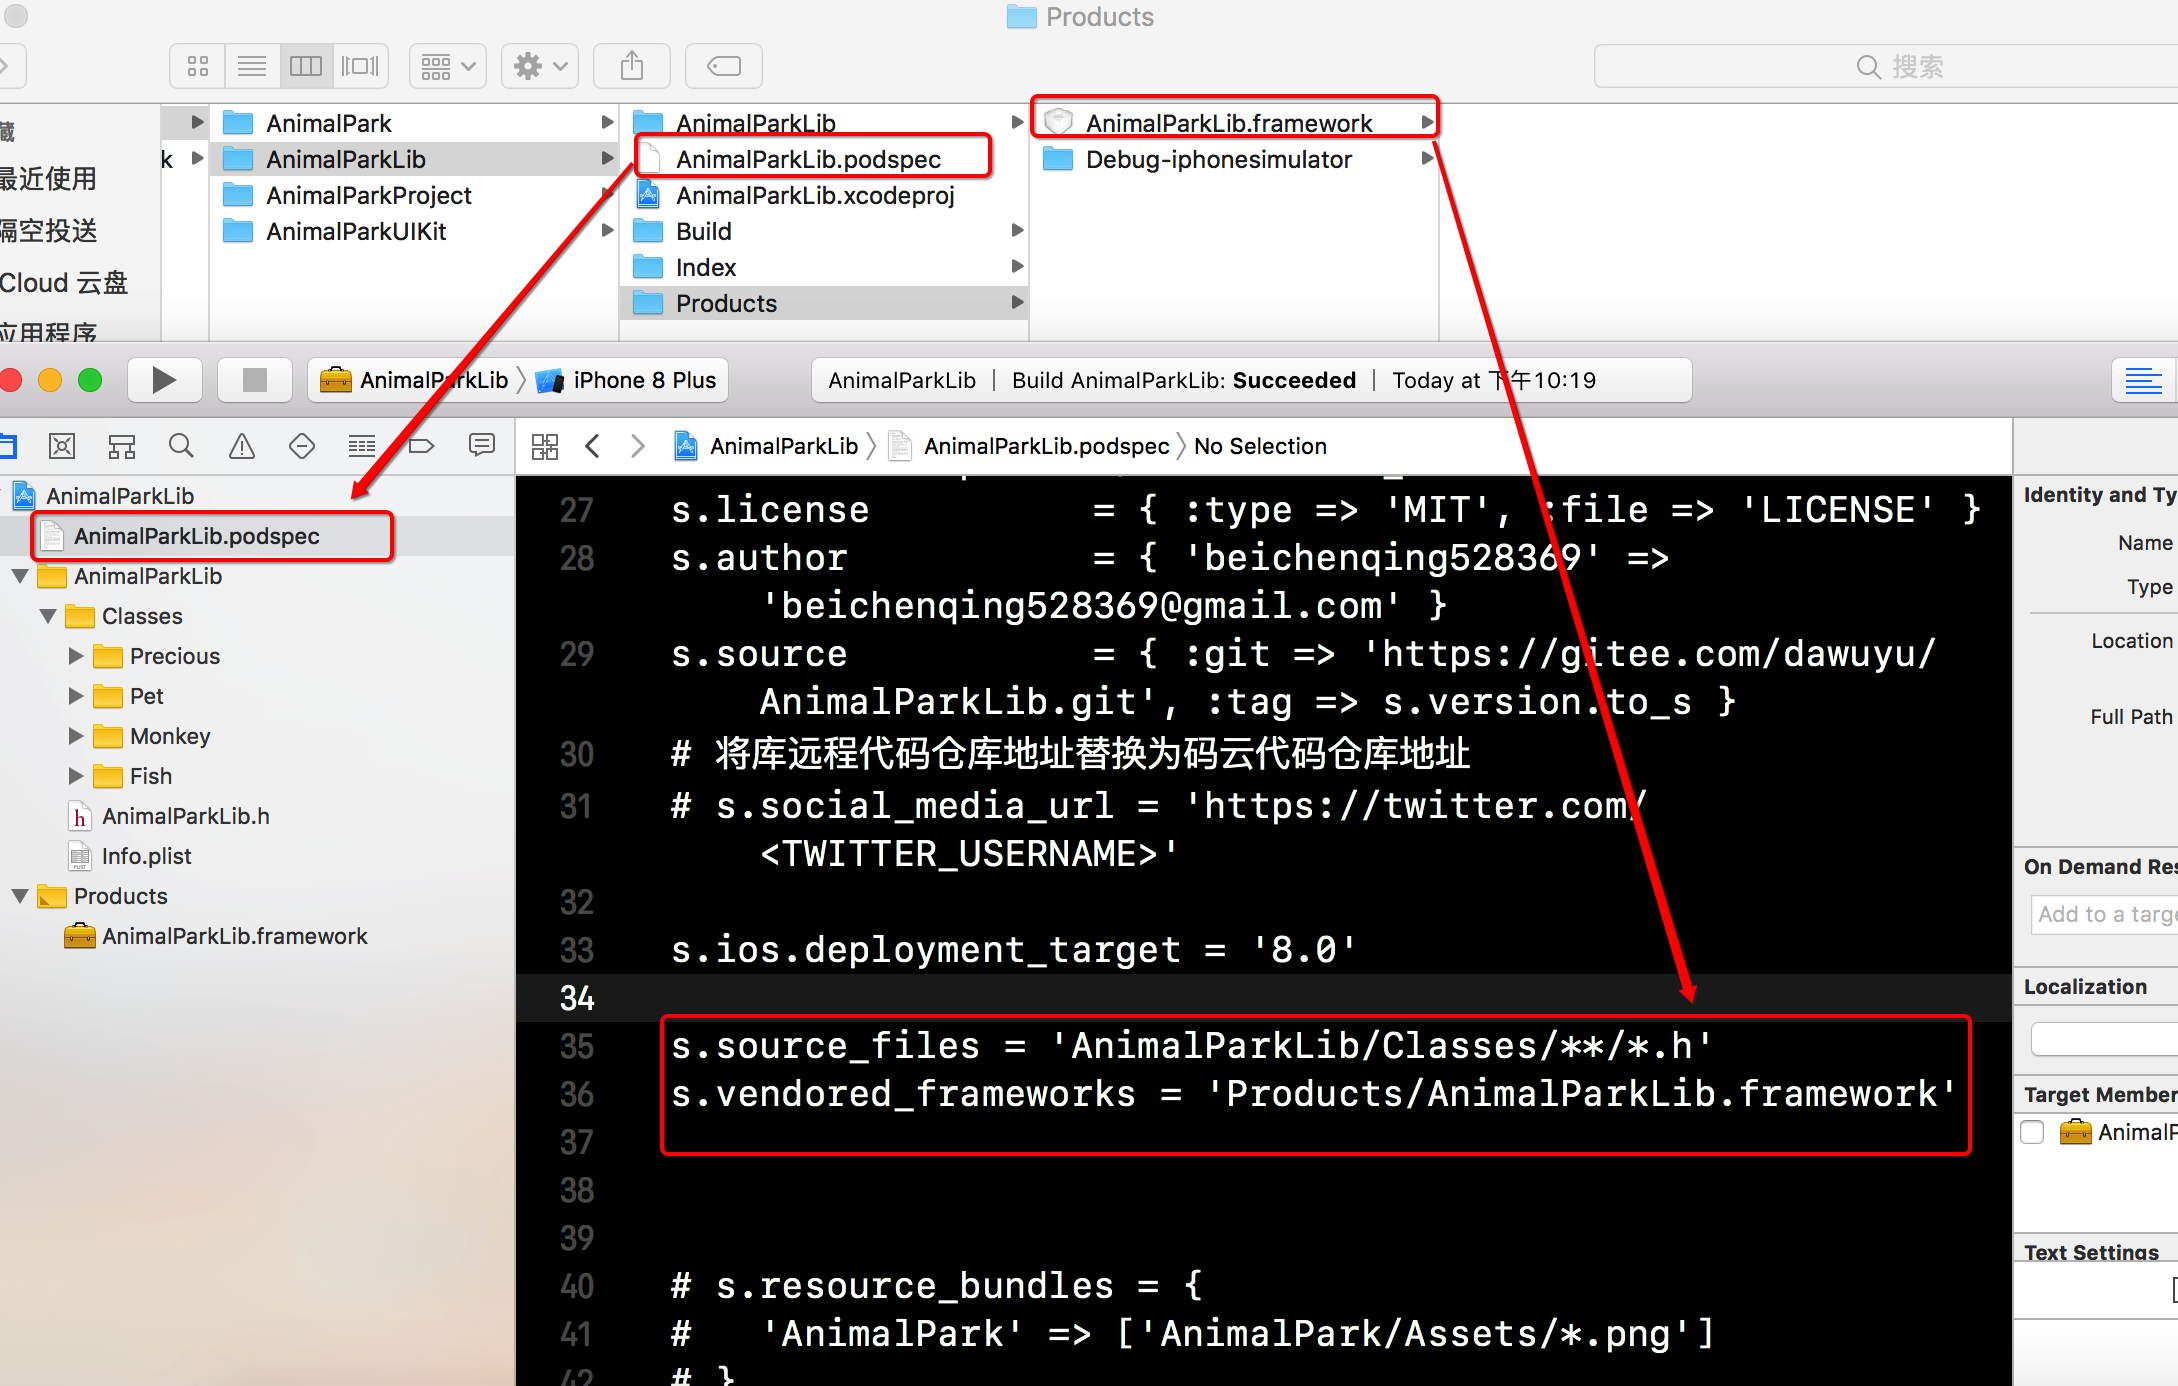 Products
搜索
藏
最近使用
隔空投送
Cloud 云盘
应用程序
k
AnimalPark
AnimalParkLib
AnimalParkProject
AnimalParkUIKit
AnimalParkLib
AnimalParkLib.podspec
AnimalParkLib.xcodeproj
Build
Index
Products
AnimalParkLib.framework
Debug-iphonesimulator
AnimalParkLib iPhone 8 Plus
AnimalParkLib | Build AnimalParkLib: Succeeded | Today at 下午10:19
AnimalParkLib AnimalParkLib.podspec No Selection
AnimalParkLib
AnimalParkLib.podspec
AnimalParkLib
Classes
Precious
Pet
Monkey
Fish
AnimalParkLib.h
Info.plist
Products
AnimalParkLib.framework
27 s.license = { :type => 'MIT', :file => 'LICENSE' }
28 s.author = { 'beichenqing528369' =>
'beichenqing528369@gmail.com' }
29 s.source = { :git => 'https://gitee.com/dawuyu/
AnimalParkLib.git', :tag => s.version.to_s }
30 # 将库远程代码仓库地址替换为码云代码仓库地址
31 # s.social_media_url = 'https://twitter.com/
<TWITTER_USERNAME>'
32
33 s.ios.deployment_target = '8.0'
34
35 s.source_files = 'AnimalParkLib/Classes/**/*.h'
36 s.vendored_frameworks = 'Products/AnimalParkLib.framework'
37
38
39
40 # s.resource_bundles = {
41 # 'AnimalPark' => ['AnimalPark/Assets/*.png']
42 # }
Identity and Ty
Name
Type
Location
Full Path
On Demand Res
Add to a targe
Localization
Target Member
AnimalP
Text Settings